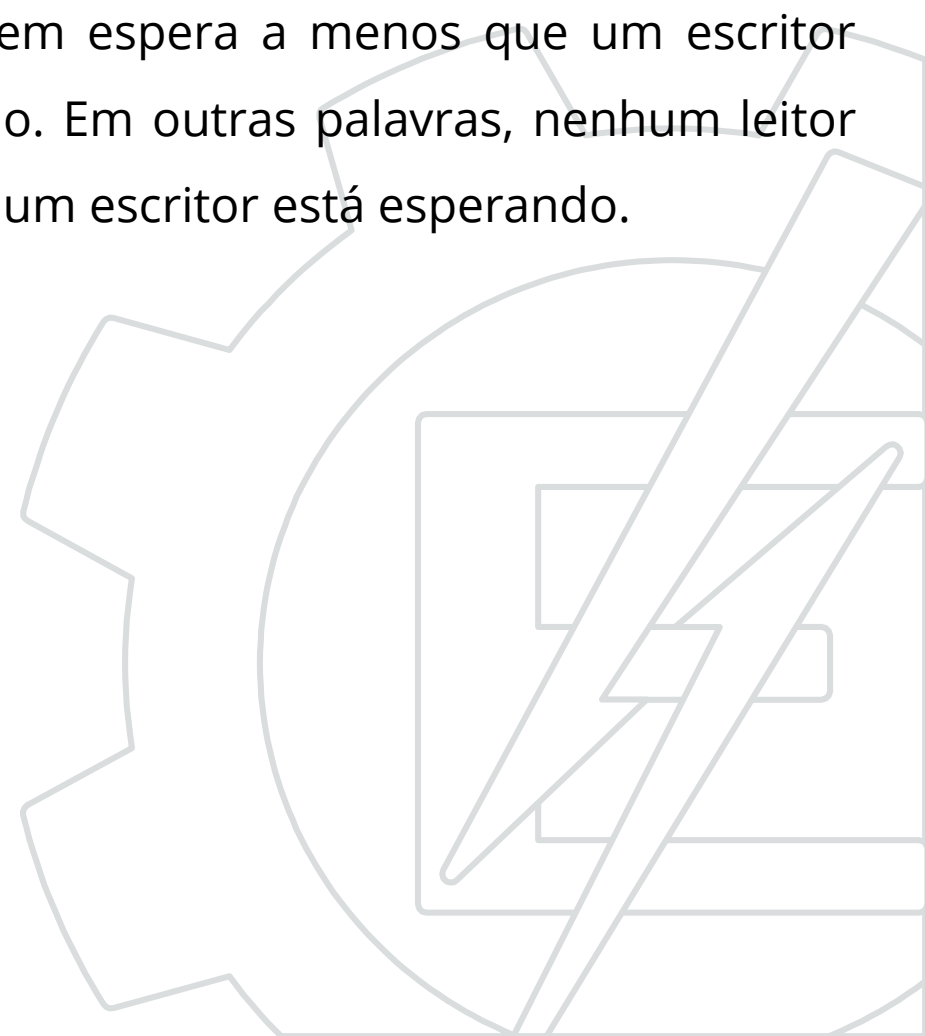 em espera a menos que um escritor
o. Em outras palavras, nenhum leitor
um escritor está esperando.